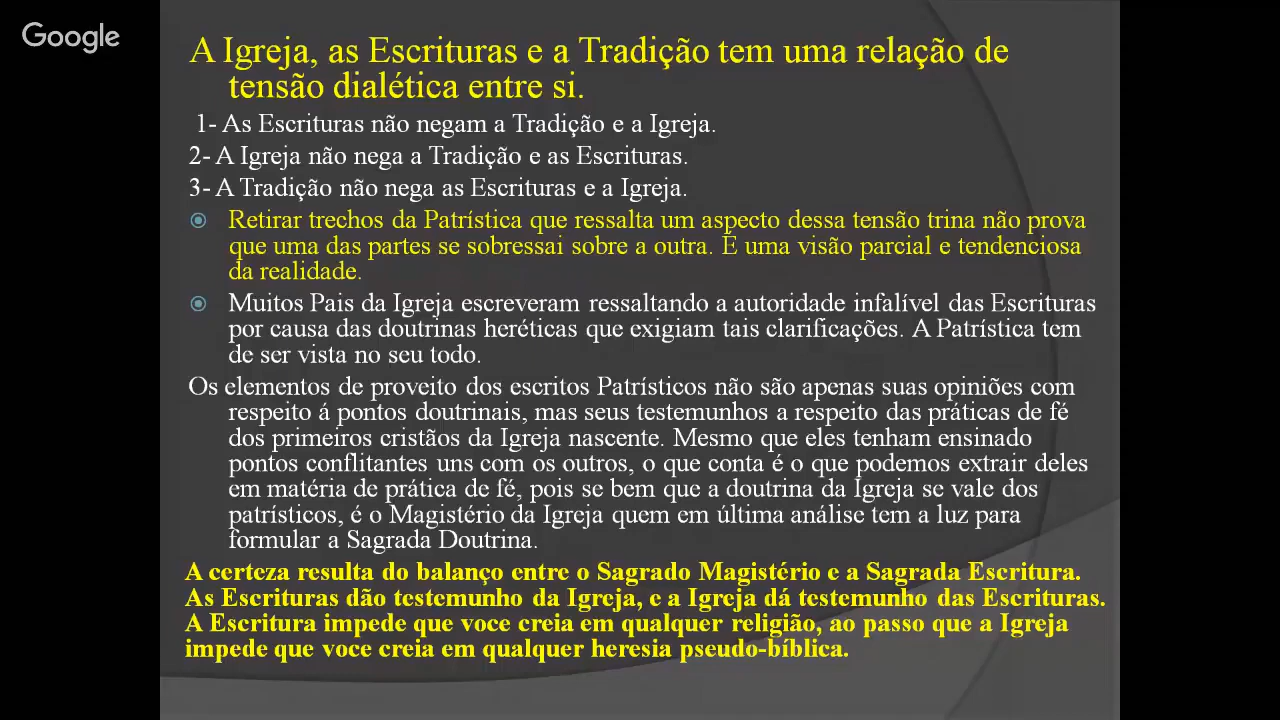 Google
A Igreja, as Escrituras e a Tradição tem uma relação de
tensão dialética entre si.
1- As Escrituras não negam a Tradição e a Igreja.
2- A Igreja não nega a Tradição e as Escrituras.
3- A Tradição não nega as Escrituras e a Igreja.
Retirar trechos da Patrística que ressalta um aspecto dessa tensão trina não prova
que uma das partes se sobressai sobre a outra. É uma visão parcial e tendenciosa
da realidade.
Muitos Pais da Igreja escreveram ressaltando a autoridade infalível das Escrituras
por causa das doutrinas heréticas que exigiam tais clarificações. A Patrística tem
de ser vista no seu todo.
Os elementos de proveito dos escritos Patrísticos não são apenas suas opiniões com
respeito á pontos doutrinais, mas seus testemunhos a respeito das práticas de fé
dos primeiros cristãos da Igreja nascente. Mesmo que eles tenham ensinado
pontos conflitantes uns com os outros, o que conta é o que podemos extrair deles
em matéria de prática de fé, pois se bem que a doutrina da Igreja se vale dos
patrísticos, é o Magistério da Igreja quem em última análise tem a luz para
formular a Sagrada Doutrina.
A certeza resulta do balanço entre o Sagrado Magistério e a Sagrada Escritura.
As Escrituras dão testemunho da Igreja, e a Igreja dá testemunho das Escrituras.
A Escritura impede que voce creia em qualquer religião, ao passo que a Igreja
impede que voce creia em qualquer heresia pseudo-bíblica.